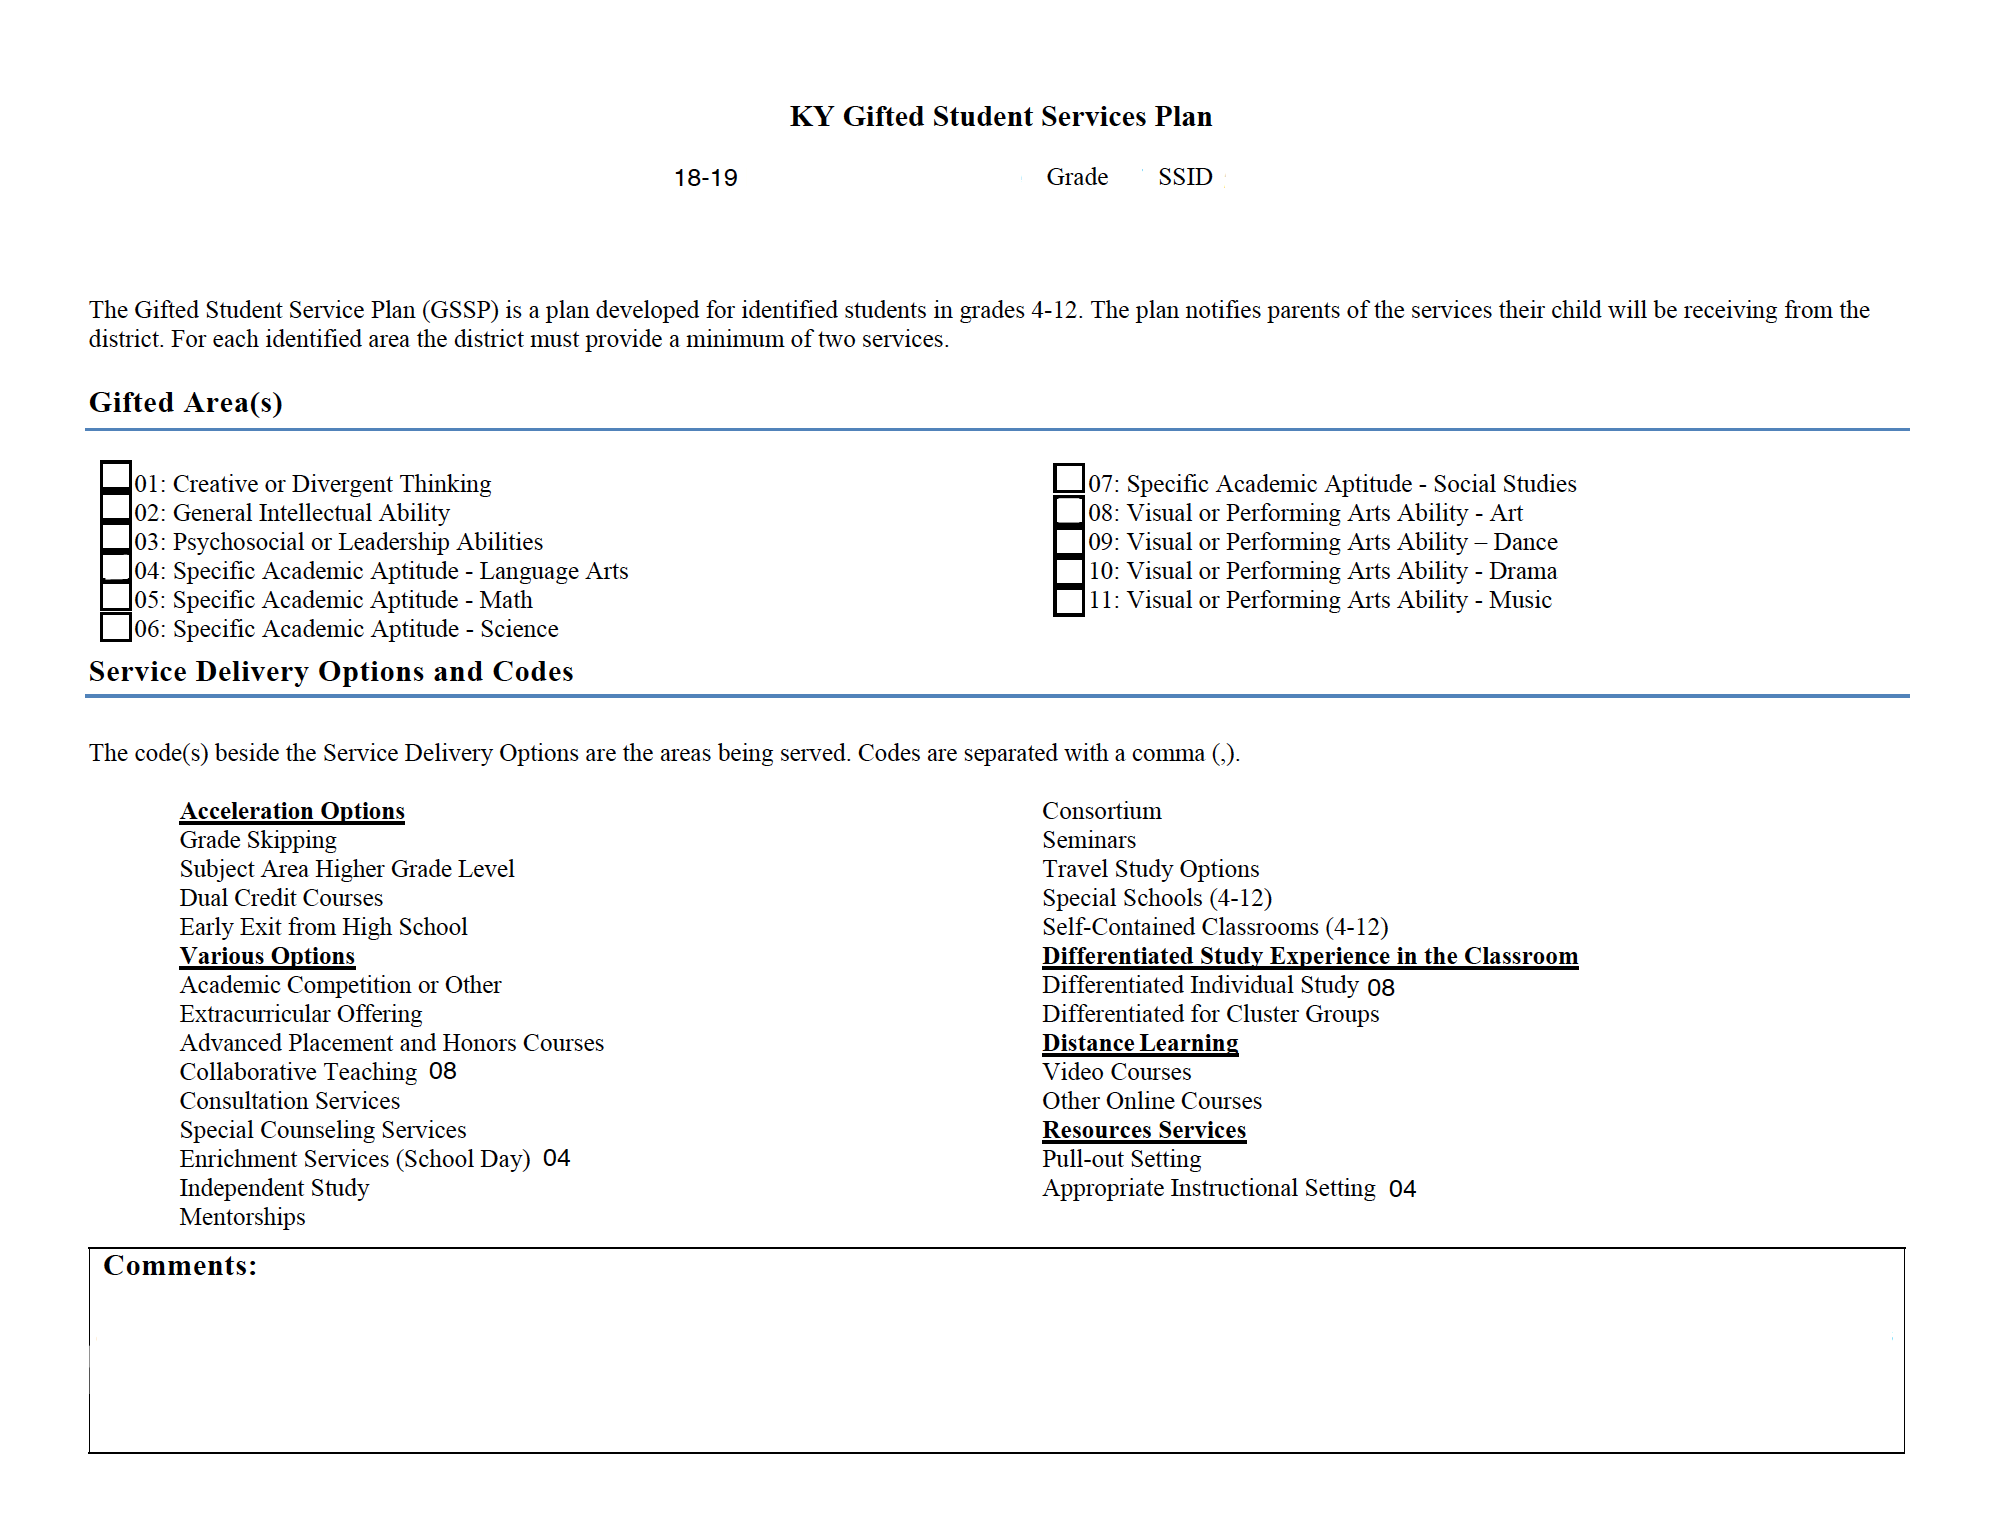 KY Gifted Student Services Plan
18-19 Grade SSID
The Gifted Student Service Plan (GSSP) is a plan developed for identified students in grades 4-12. The plan notifies parents of the services their child will be receiving from the
district. For each identified area the district must provide a minimum of two services.
Gifted Area(s)
01: Creative or Divergent Thinking
02: General Intellectual Ability
03: Psychosocial or Leadership Abilities
04: Specific Academic Aptitude - Language Arts
05: Specific Academic Aptitude - Math
06: Specific Academic Aptitude - Science
07: Specific Academic Aptitude - Social Studies
08: Visual or Performing Arts Ability - Art
09: Visual or Performing Arts Ability – Dance
10: Visual or Performing Arts Ability - Drama
11: Visual or Performing Arts Ability - Music
Service Delivery Options and Codes
The code(s) beside the Service Delivery Options are the areas being served. Codes are separated with a comma (,).
Acceleration Options
Grade Skipping
Subject Area Higher Grade Level
Dual Credit Courses
Early Exit from High School
Various Options
Academic Competition or Other
Extracurricular Offering
Advanced Placement and Honors Courses
Collaborative Teaching 08
Consultation Services
Special Counseling Services
Enrichment Services (School Day) 04
Independent Study
Mentorships
Consortium
Seminars
Travel Study Options
Special Schools (4-12)
Self-Contained Classrooms (4-12)
Differentiated Study Experience in the Classroom
Differentiated Individual Study 08
Differentiated for Cluster Groups
Distance Learning
Video Courses
Other Online Courses
Resources Services
Pull-out Setting
Appropriate Instructional Setting 04
Comments: